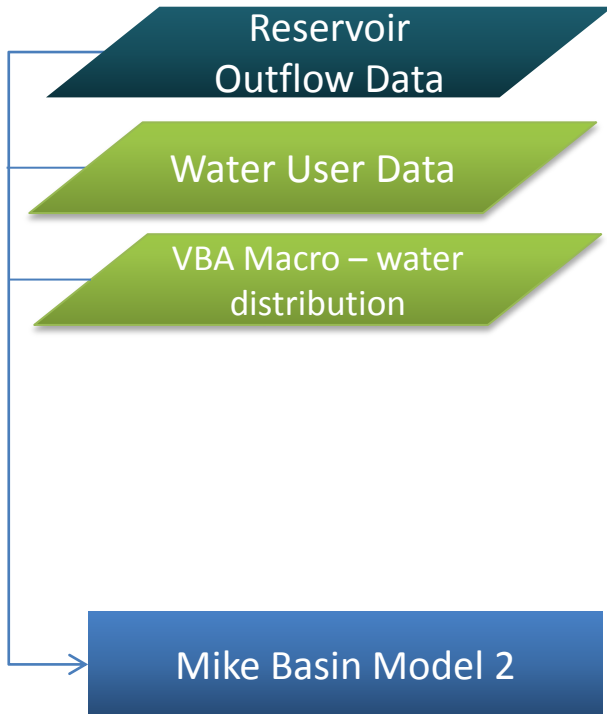 Reservoir
Outflow Data
Water User Data
VBA Macro – water
distribution
Mike Basin Model 2